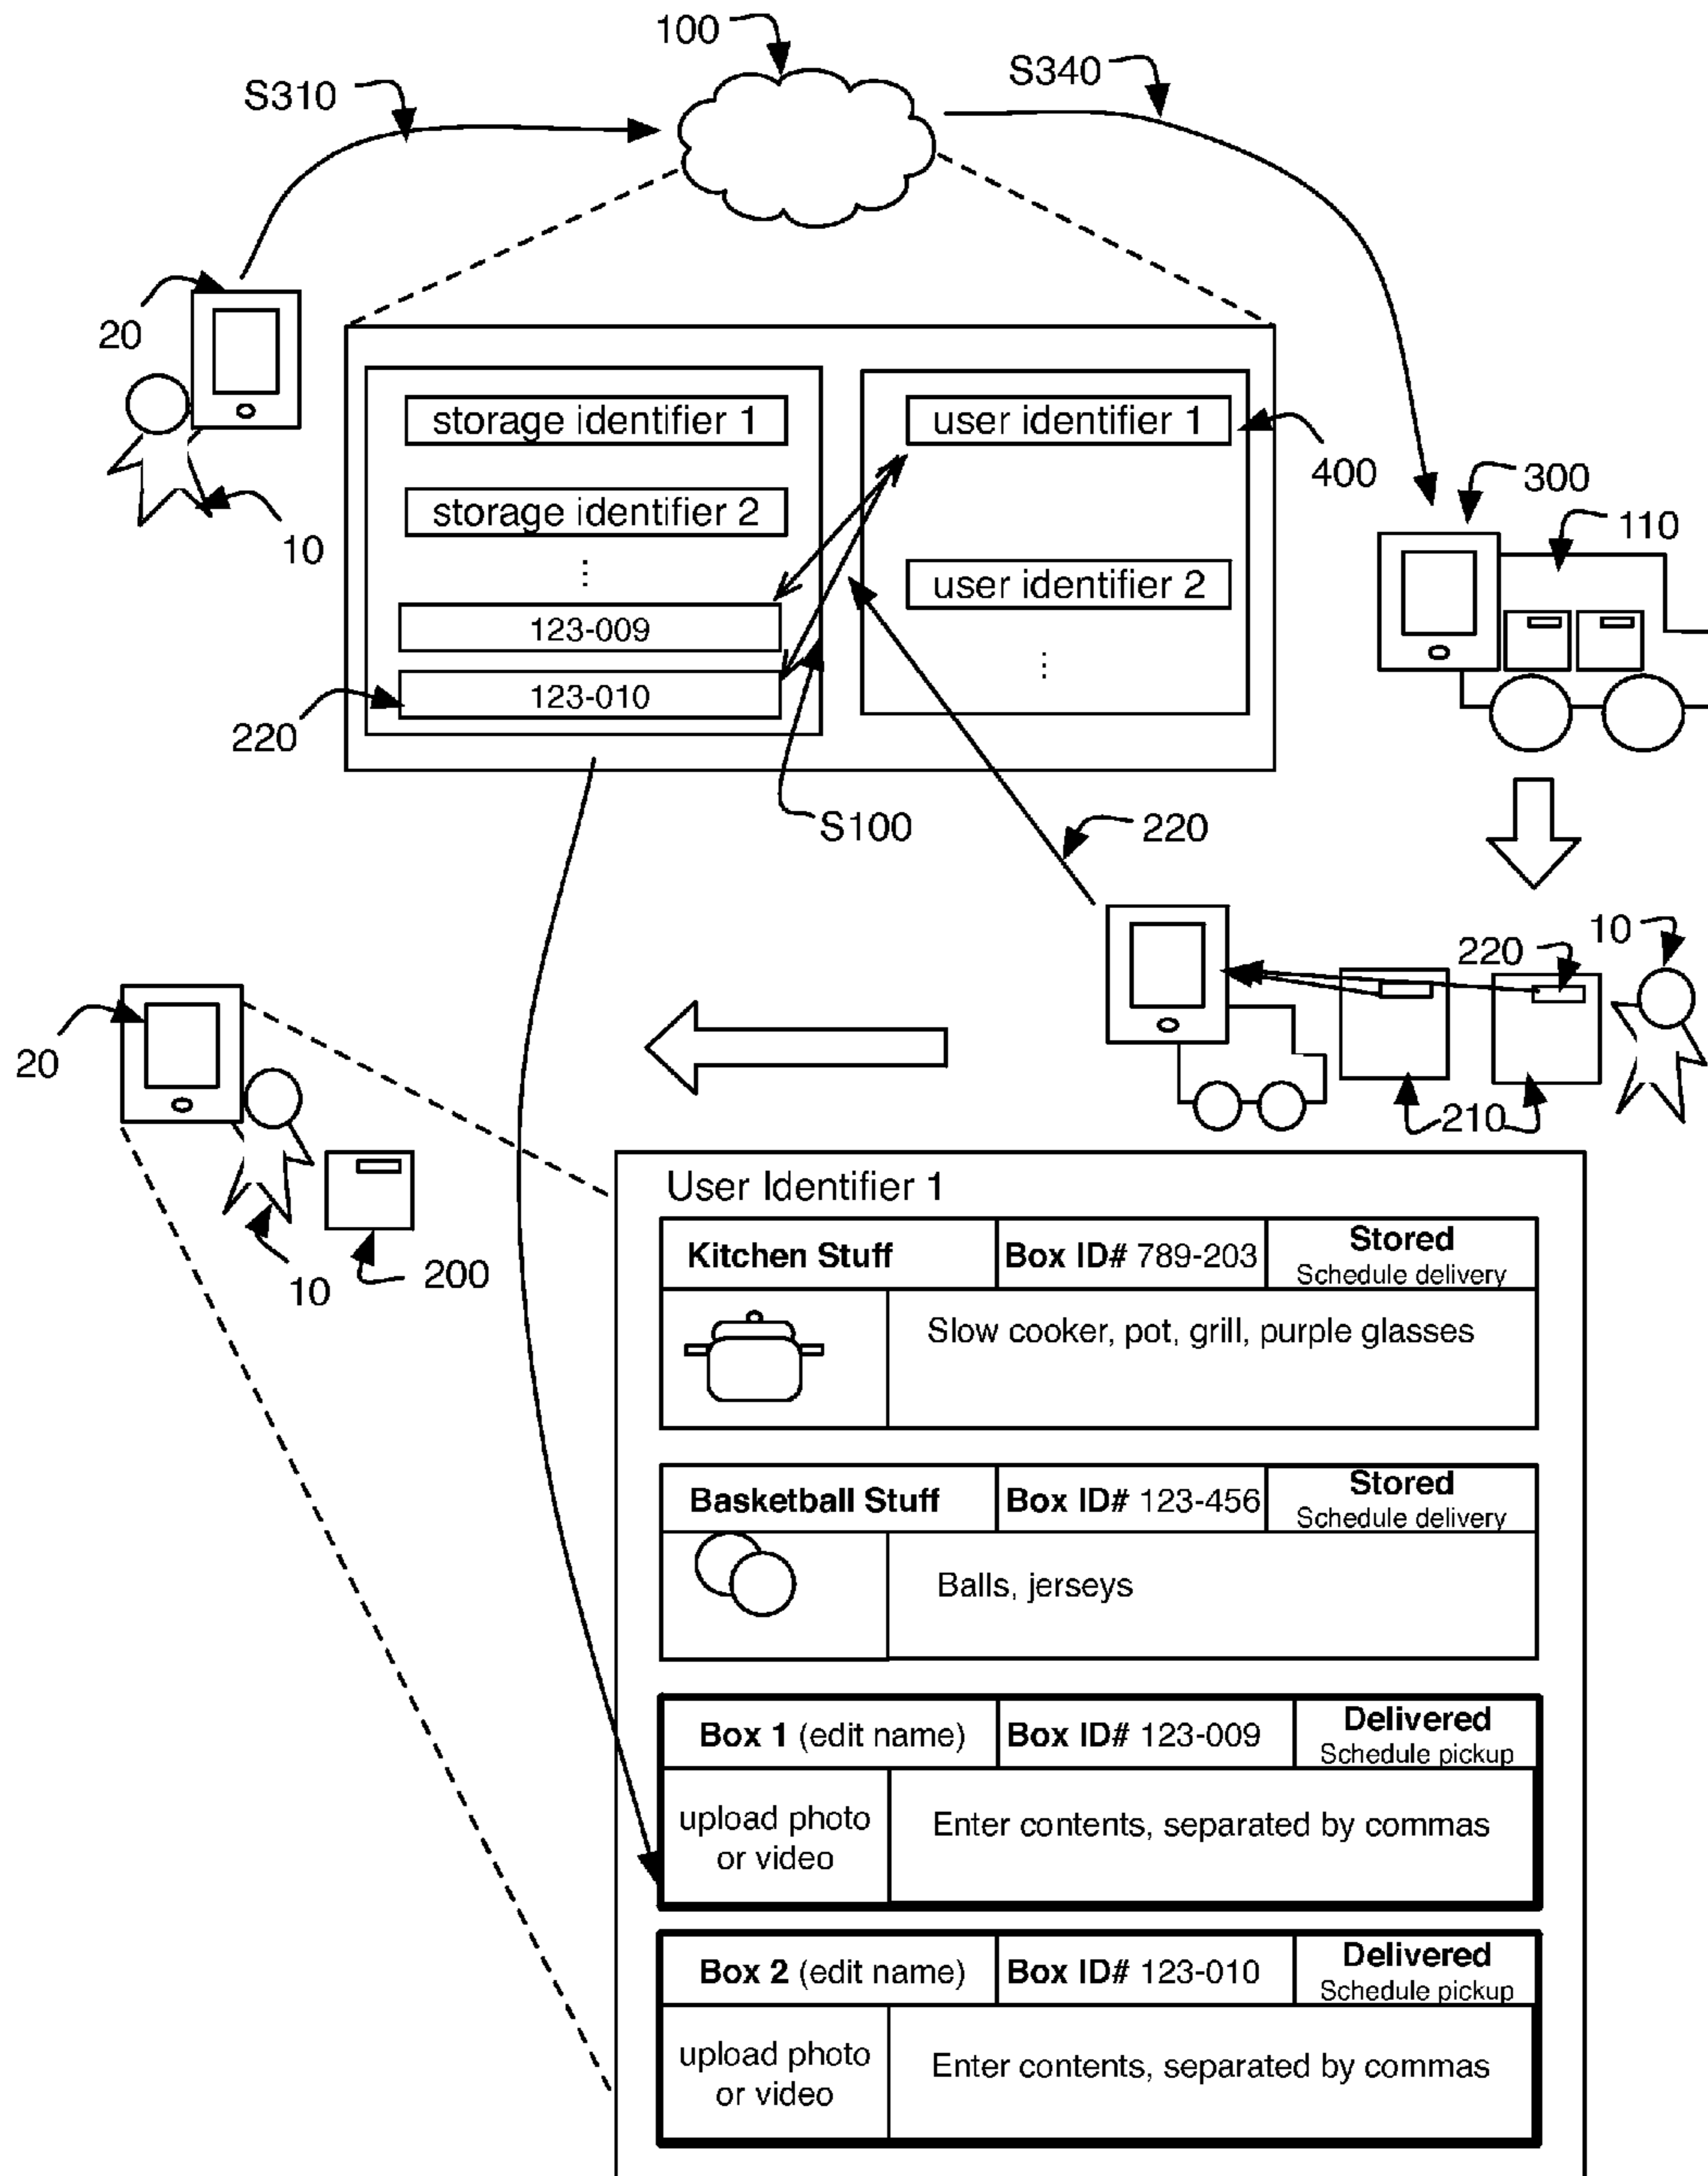 100
S340
S310
20
storage identifier 1
user identifier 1
400
300
storage identifier 2
110
10
⋮
user identifier 2
123-009
⋮
123-010
220
S100
220
220
10
20
210
10
200
User Identifier 1
Kitchen Stuff
Box ID# 789-203
Stored
Schedule delivery
Slow cooker, pot, grill, purple glasses
Basketball Stuff
Box ID# 123-456
Stored
Schedule delivery
Balls, jerseys
Box 1 (edit name)
Box ID# 123-009
Delivered
Schedule pickup
upload photo
or video
Enter contents, separated by commas
Box 2 (edit name)
Box ID# 123-010
Delivered
Schedule pickup
upload photo
or video
Enter contents, separated by commas